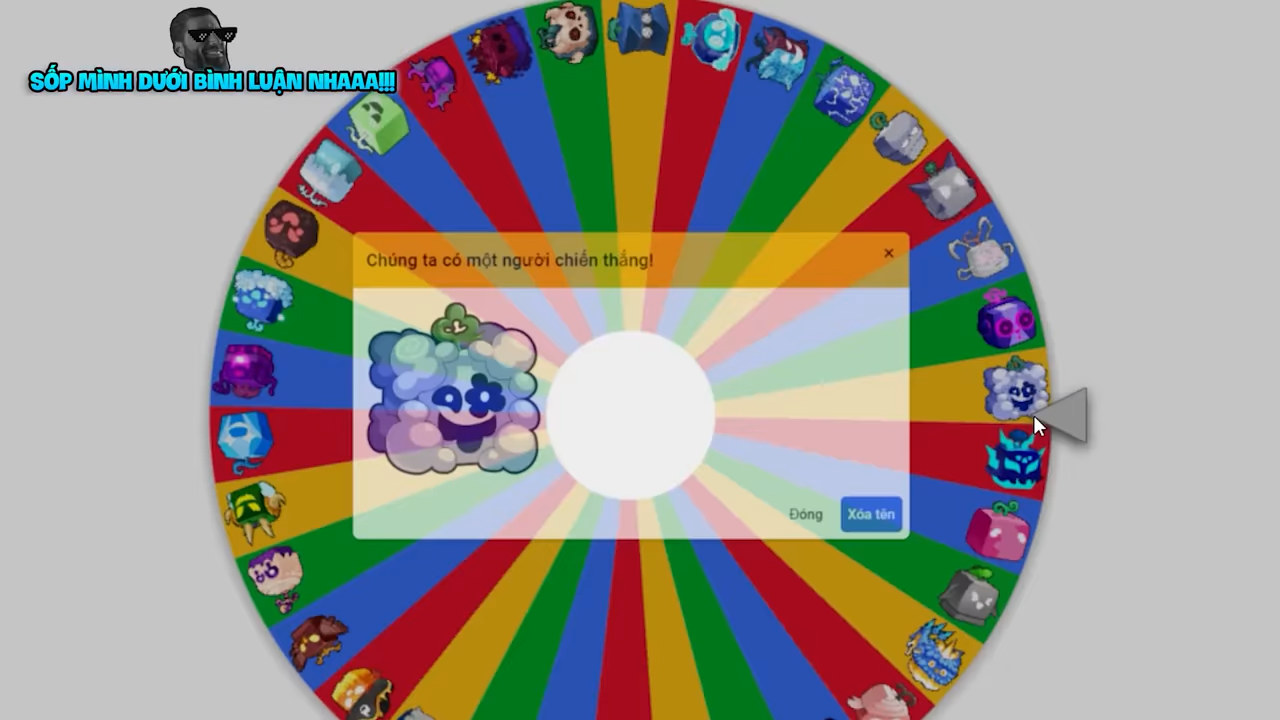 SỐP MÌNH DƯỚI BÌNH LUẬN NHAAA!!!
Chúng ta có một người chiến thắng!
×
Đóng
Xóa tên